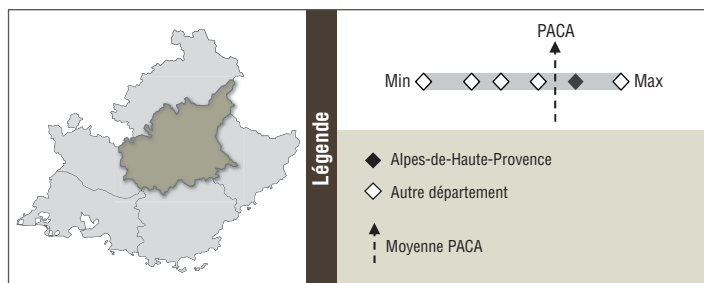 Légende
PACA
Min Max
Alpes-de-Haute-Provence
Autre département
Moyenne PACA